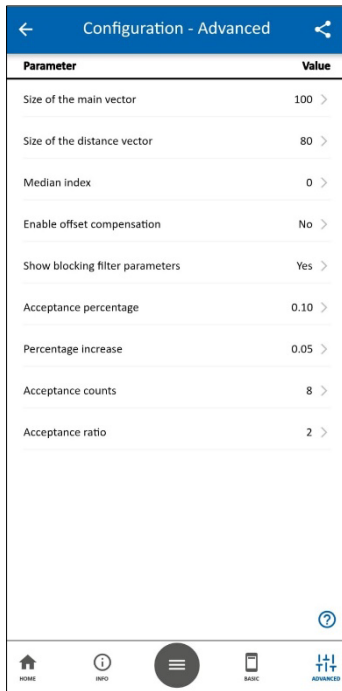 Configuration - Advanced
Parameter Value
Size of the main vector 100
Size of the distance vector 80
Median index 0
Enable offset compensation No
Show blocking filter parameters Yes
Acceptance percentage 0.10
Percentage increase 0.05
Acceptance counts 8
Acceptance ratio 2
HOME INFO BASIC ADVANCED